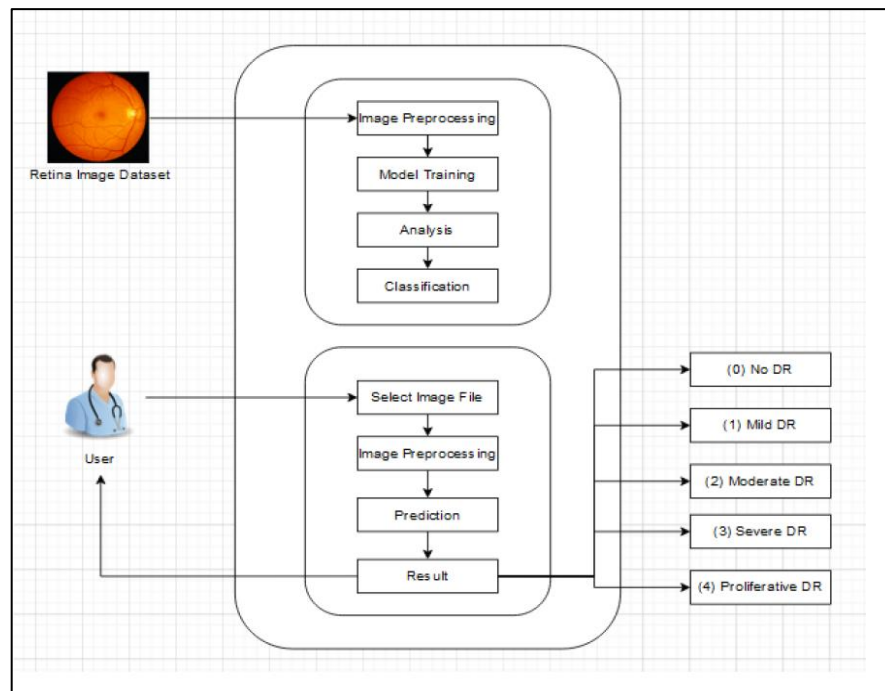 Image Preprocessing
Retina Image Dataset
Model Training
Analysis
Classification
User
Select Image File
Image Preprocessing
Prediction
Result
(0) No DR
(1) Mild DR
(2) Moderate DR
(3) Severe DR
(4) Proliferative DR